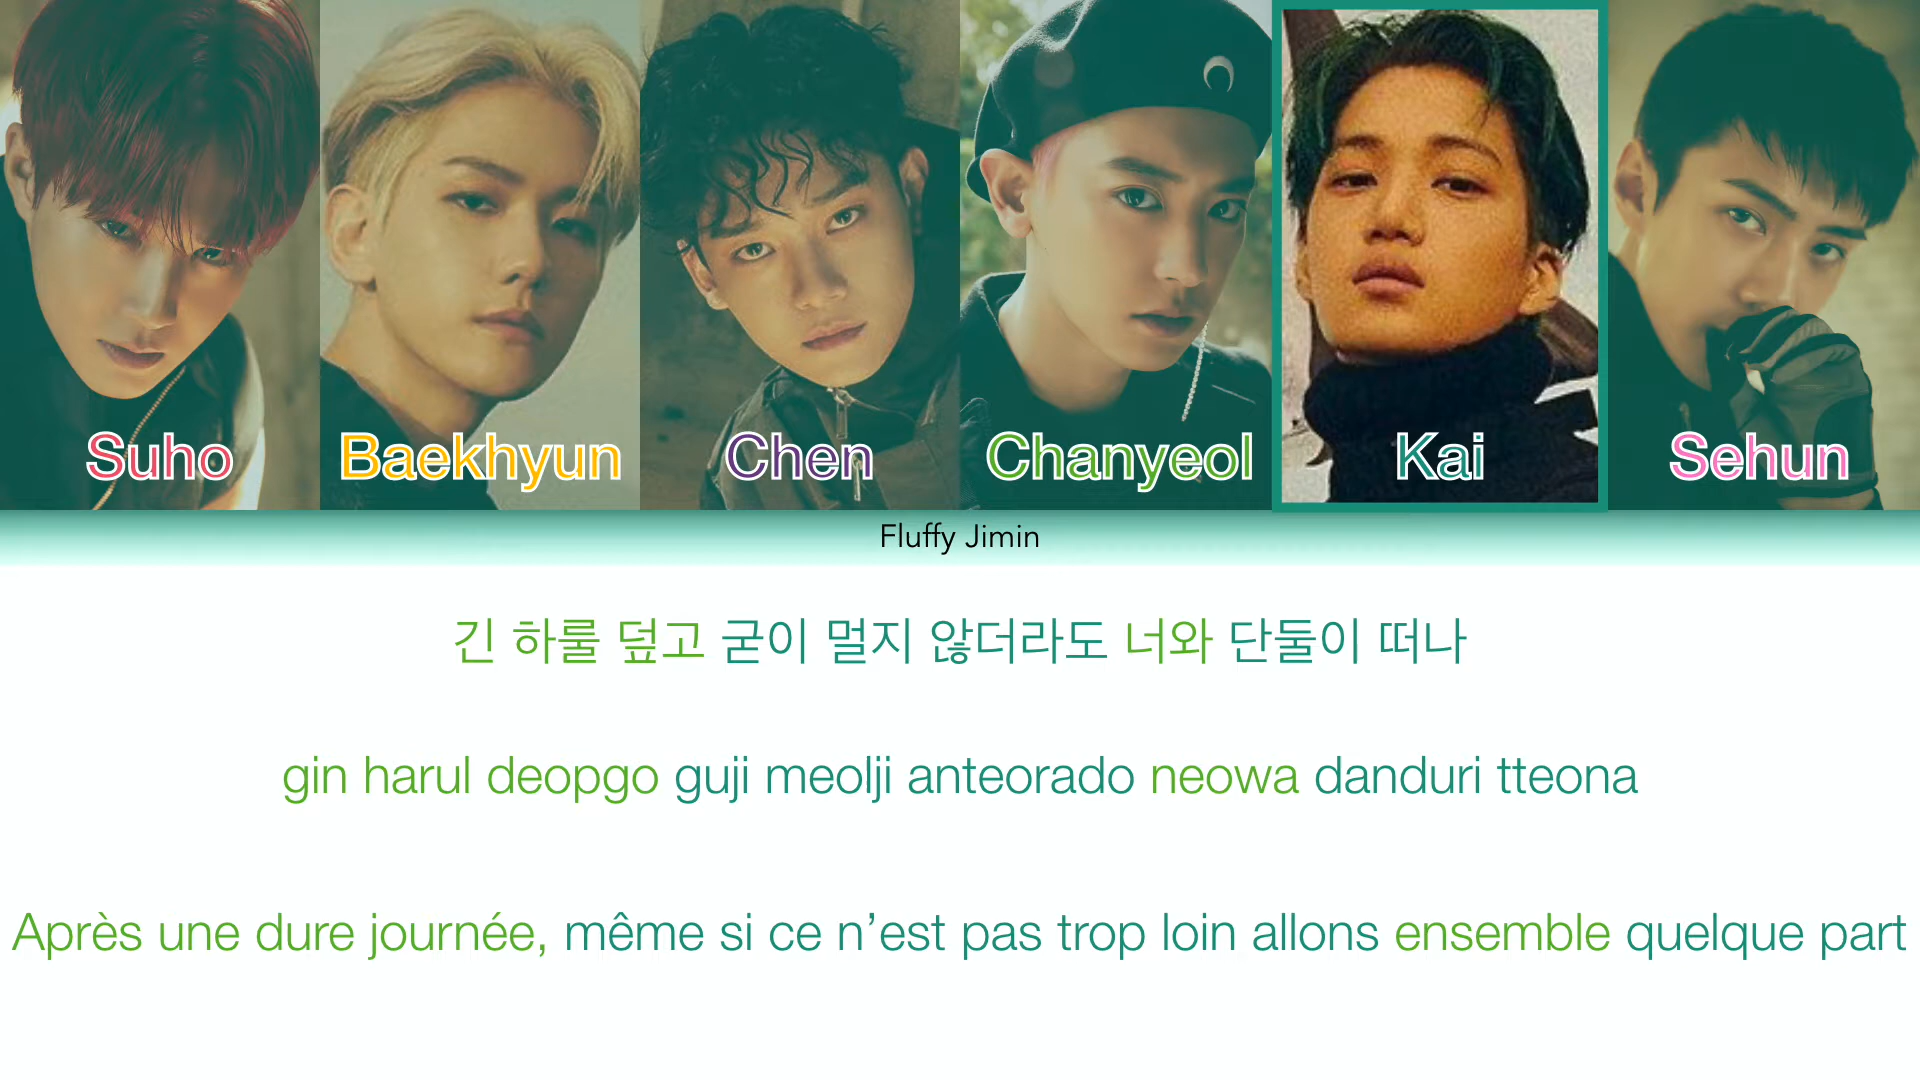 Suho Baekhyun Chen Chanyeol Kai Sehun
Fluffy Jimin
긴 하룰 덮고 굳이 멀지 않더라도 너와 단둘이 떠나
gin harul deopgo guji meolji anteorado neowa danduri tteona
Après une dure journée, même si ce n’est pas trop loin allons ensemble quelque part